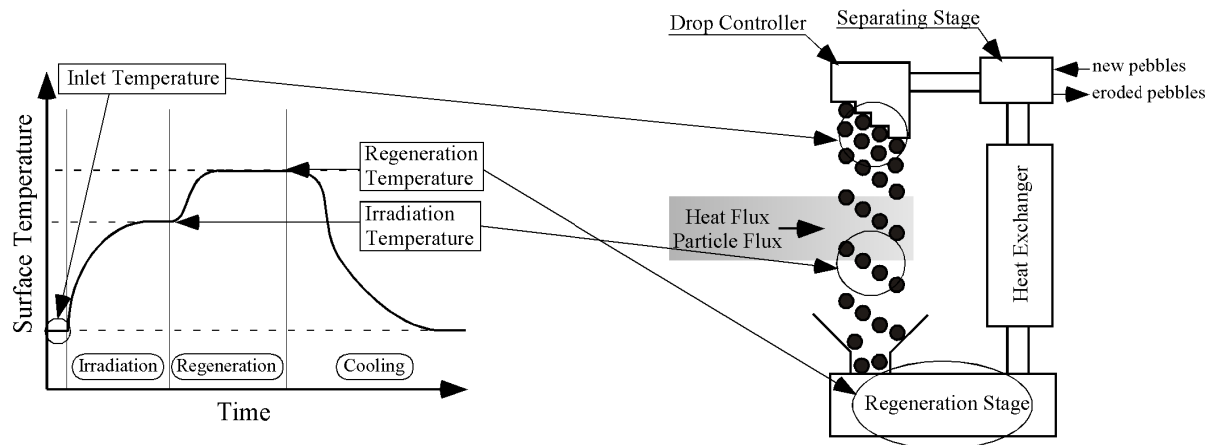 Surface Temperature
Inlet Temperature
Regeneration
Temperature
Irradiation
Temperature
Irradiation
Regeneration
Cooling
Time
Drop Controller
Separating Stage
new pebbles
eroded pebbles
Heat Flux
Particle Flux
Heat Exchanger
Regeneration Stage